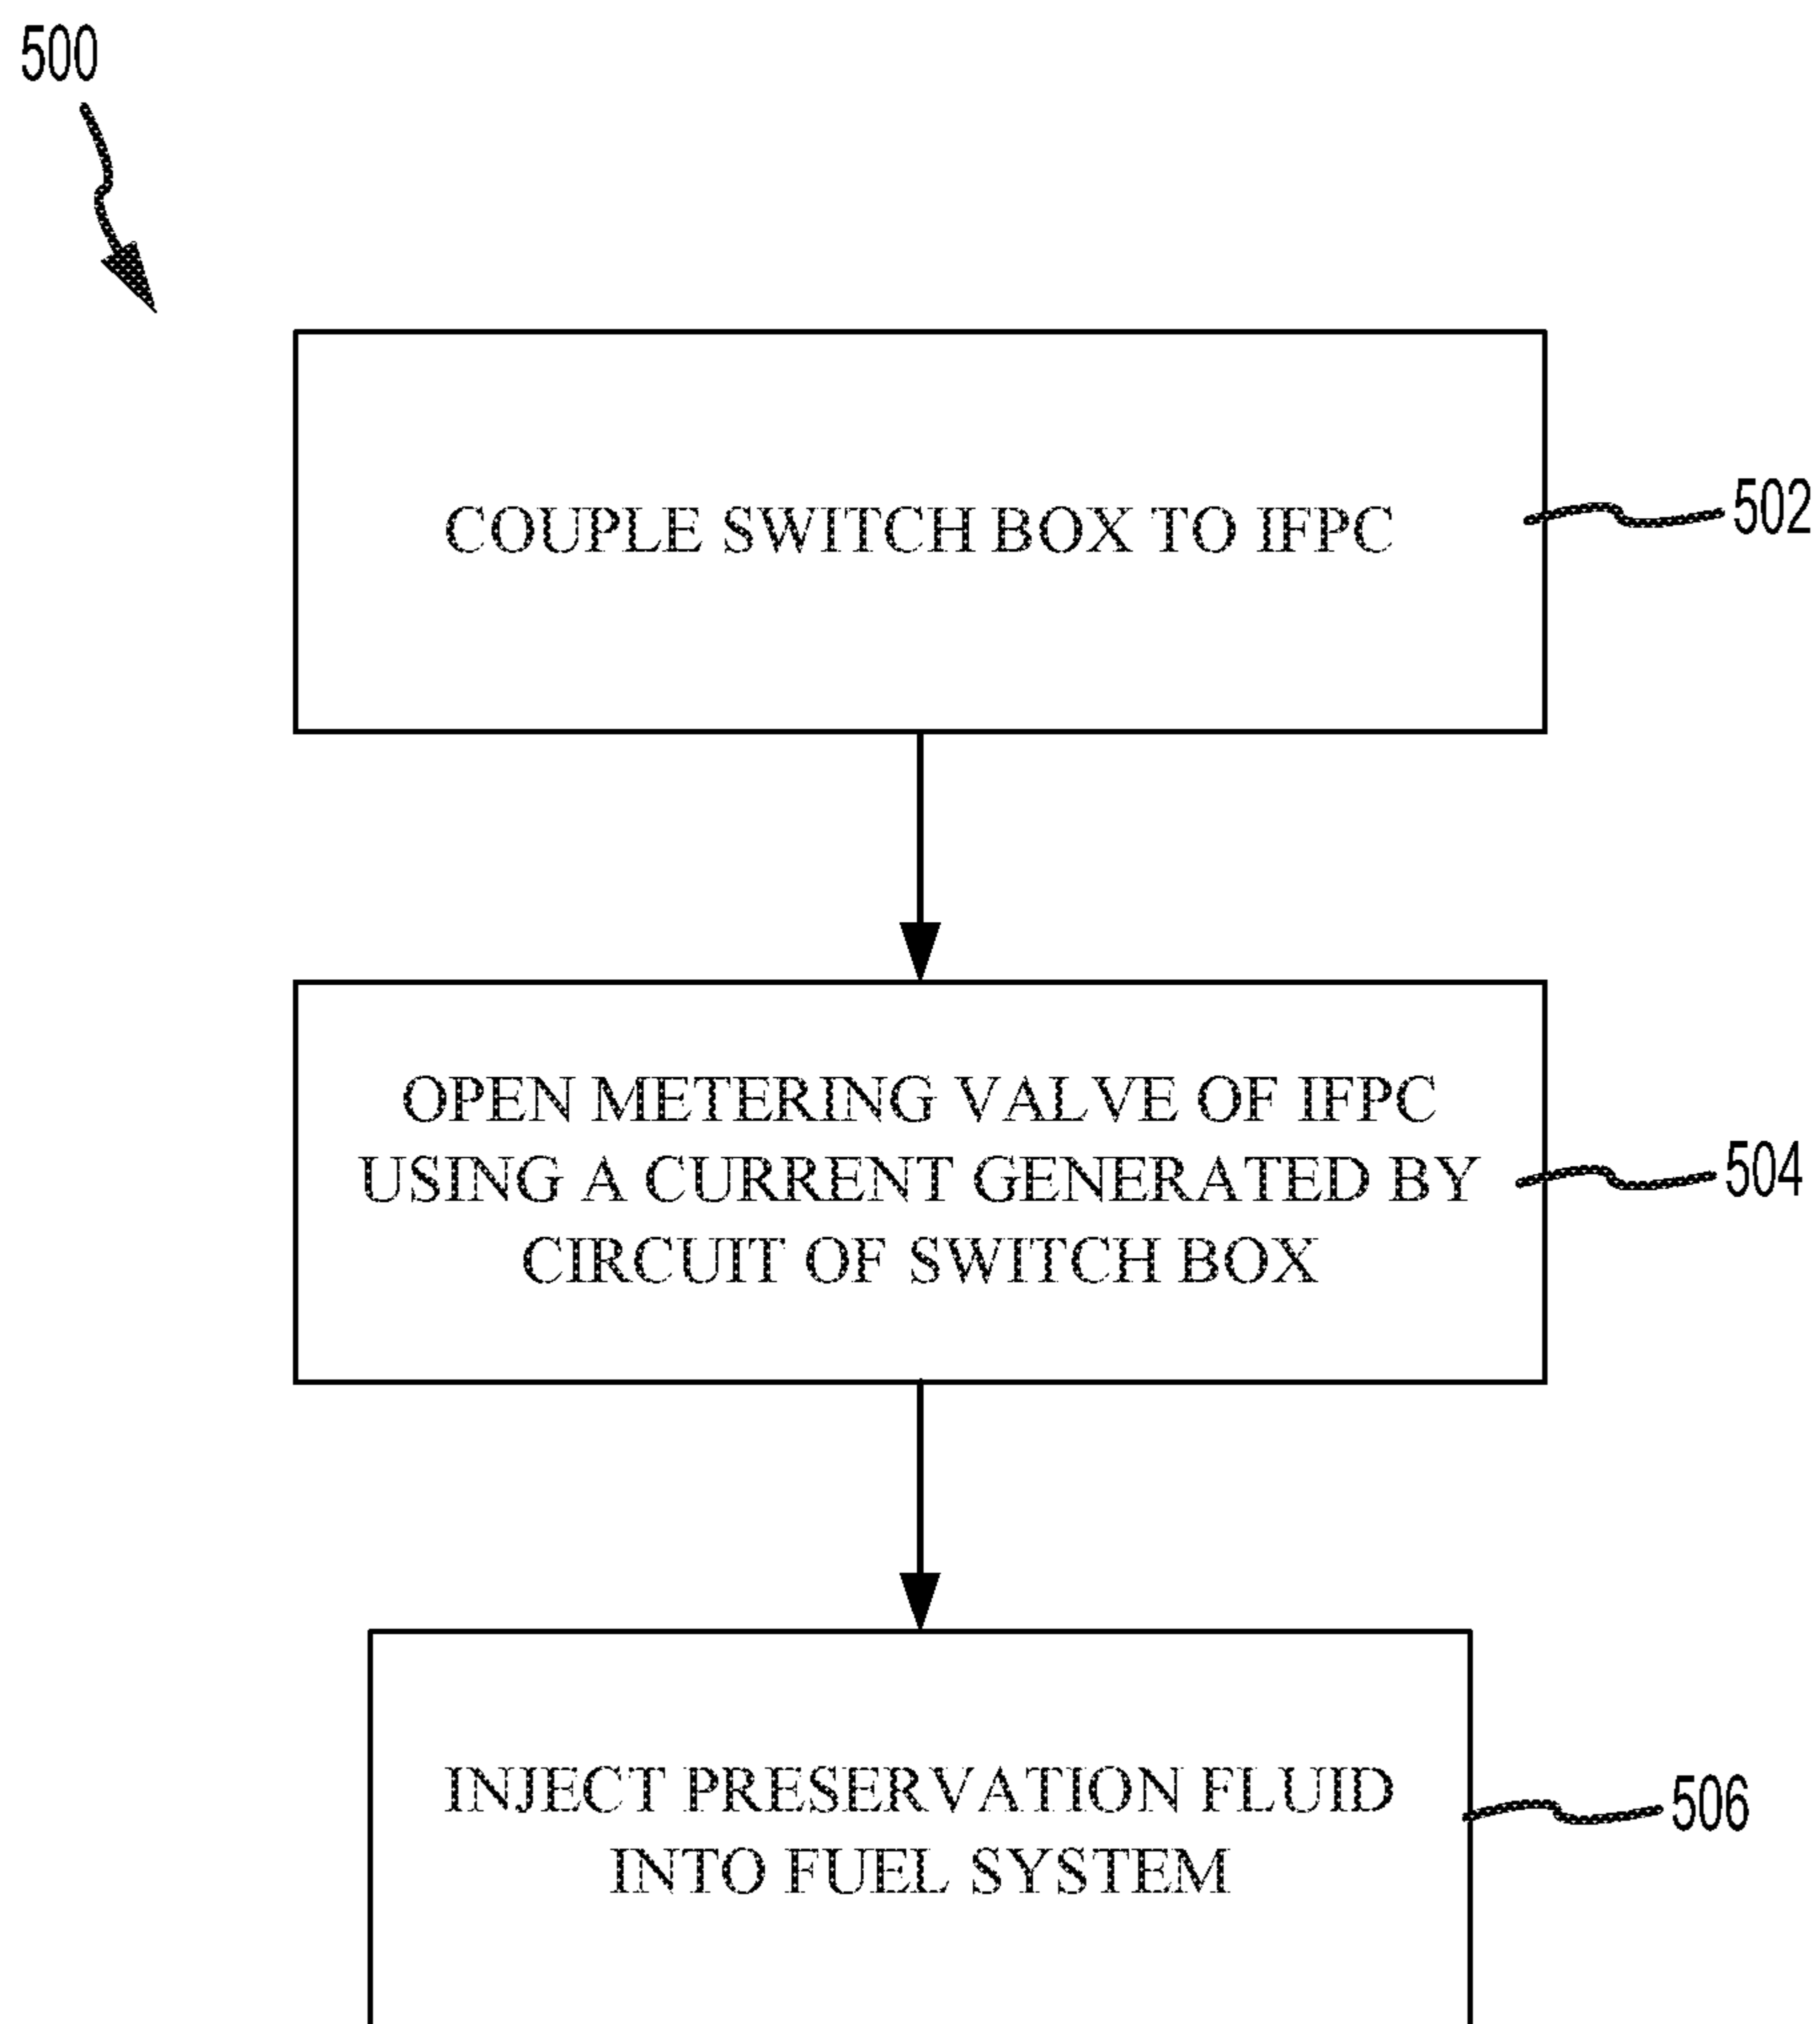 500
COUPLE SWITCH BOX TO IFPC
502
OPEN METERING VALVE OF IFPC
USING A CURRENT GENERATED BY
CIRCUIT OF SWITCH BOX
504
INJECT PRESERVATION FLUID
INTO FUEL SYSTEM
506